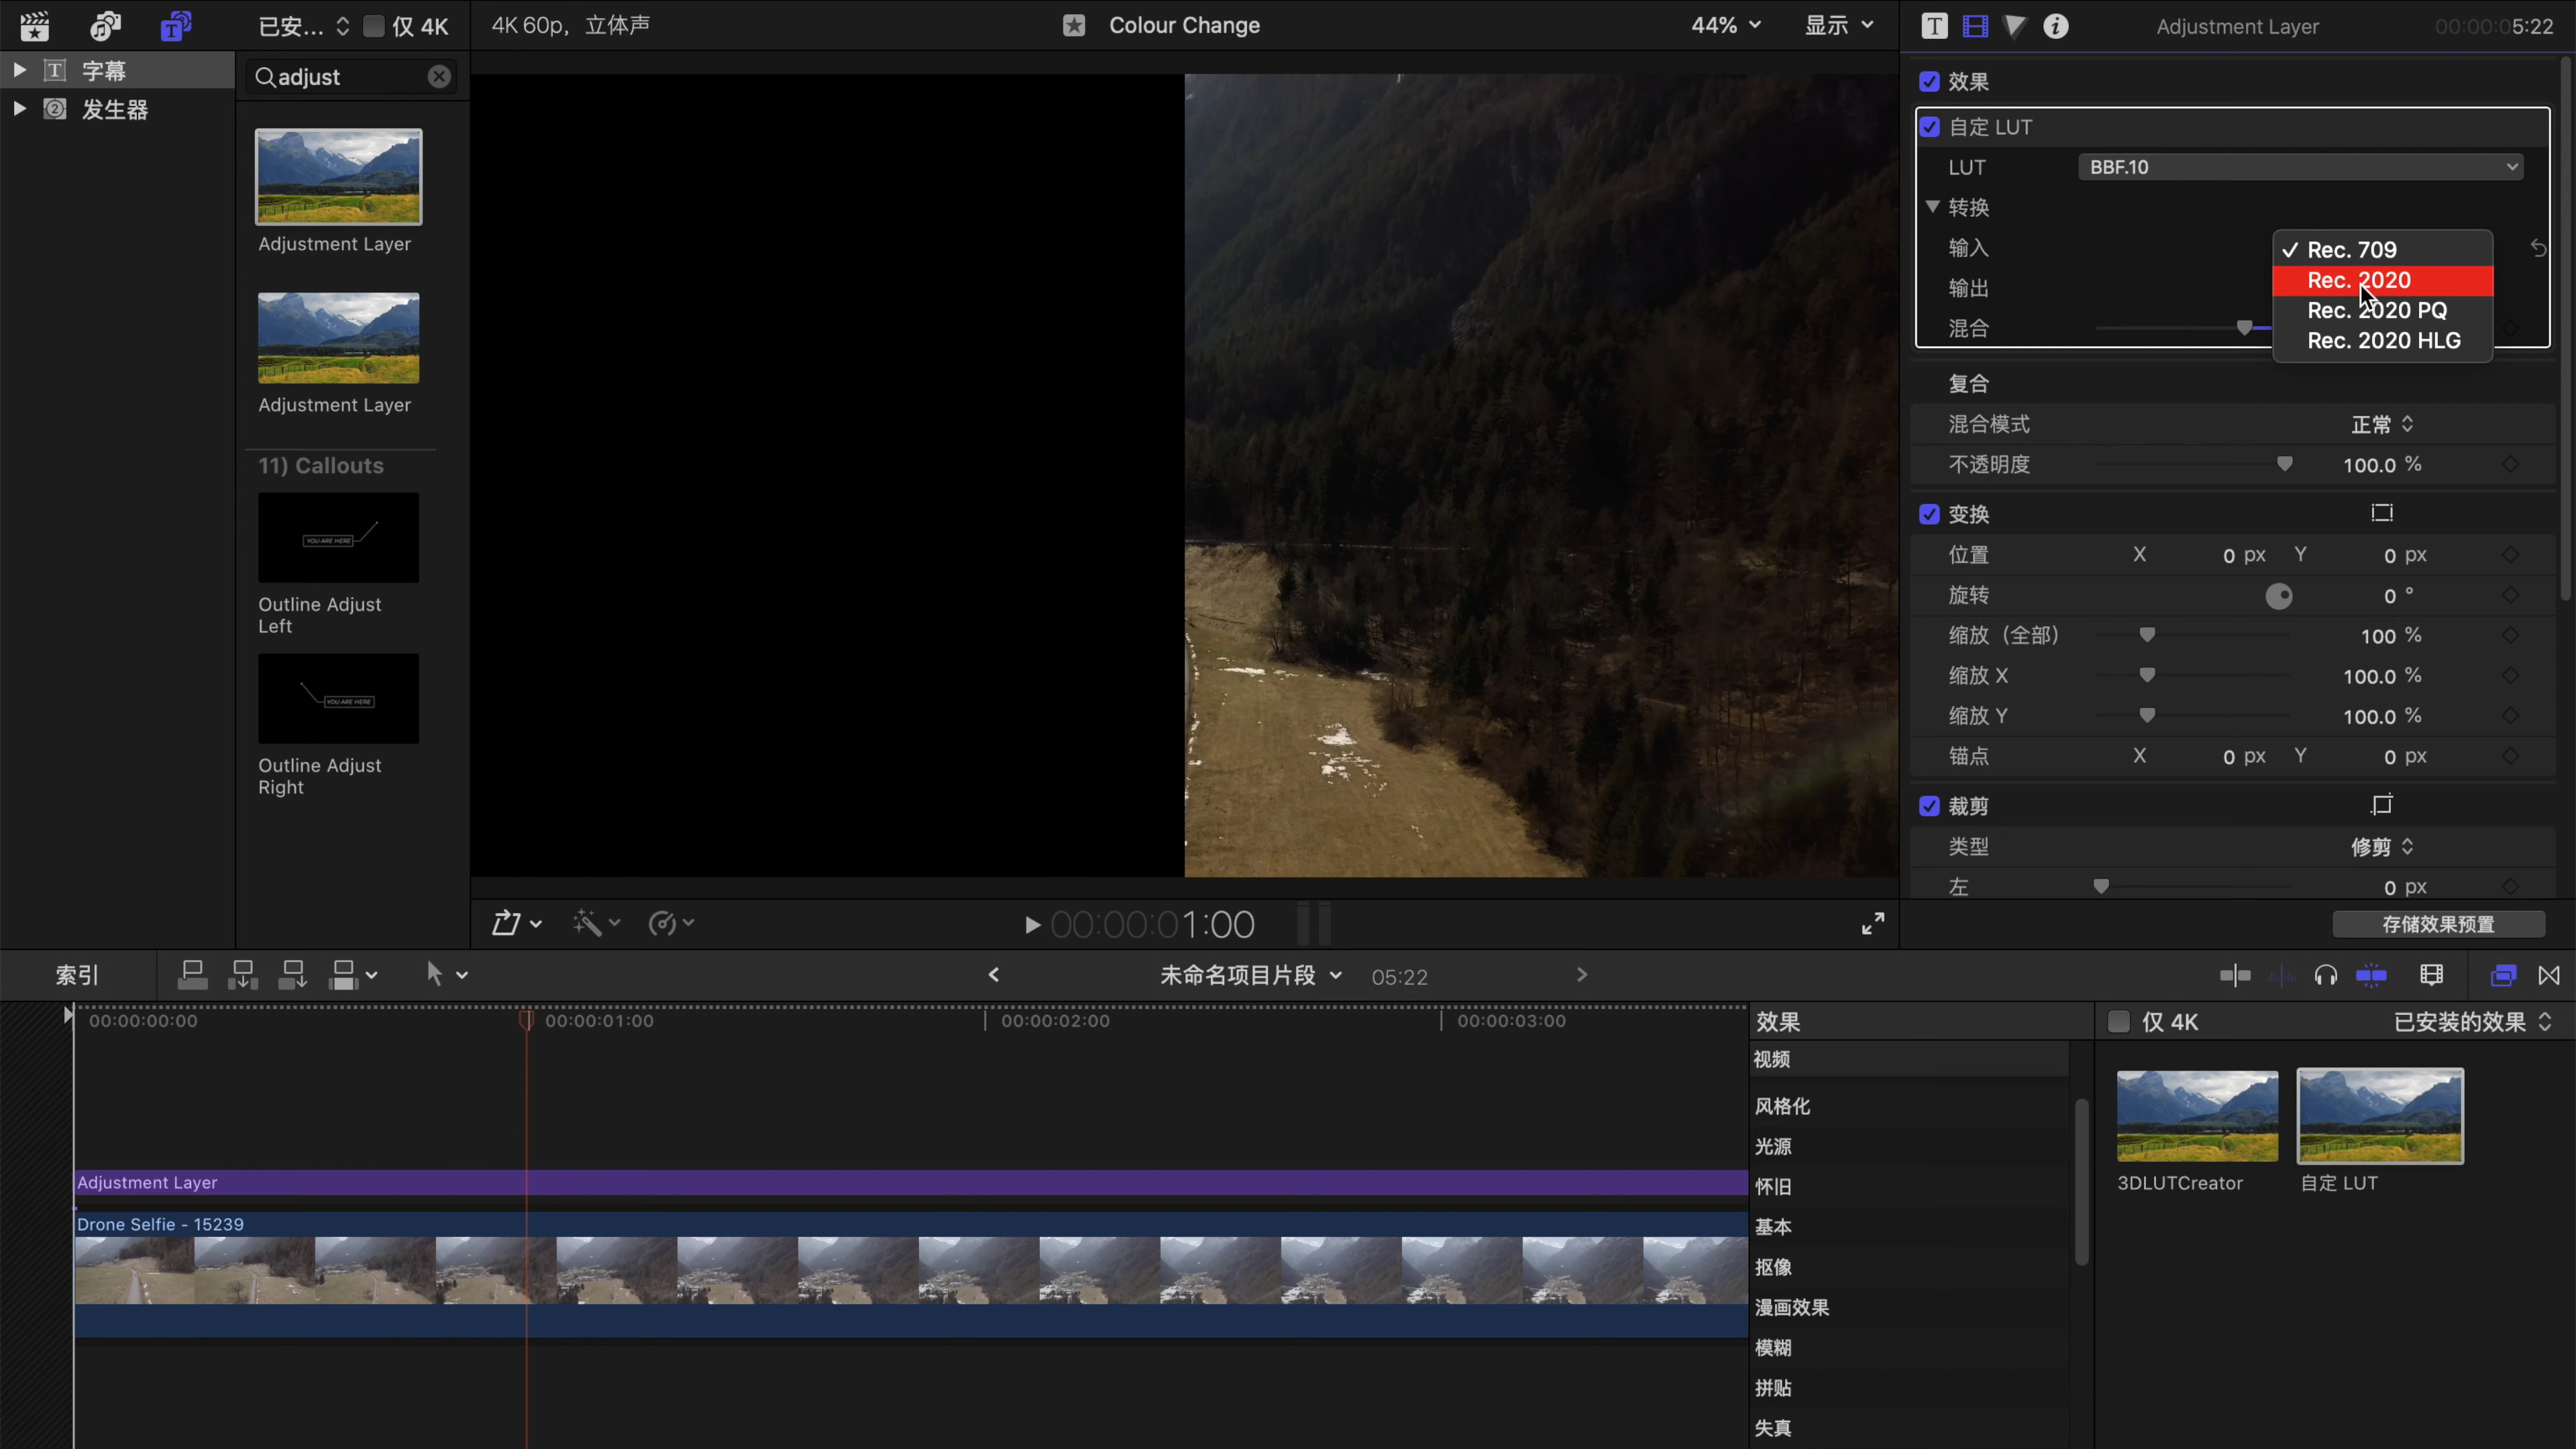 已安... 仅 4K
4K 60p，立体声
Colour Change
44%
显示
Adjustment Layer
00:00:05:22
字幕
发生器
adjust
Adjustment Layer
Adjustment Layer
11) Callouts
YOU ARE HERE
Outline Adjust
Left
YOU ARE HERE
Outline Adjust
Right
效果
自定 LUT
LUT BBF.10
转换
输入
✓ Rec. 709
Rec. 2020
输出
Rec. 2020 PQ
混合
Rec. 2020 HLG
复合
混合模式 正常
不透明度 100.0 %
变换
位置 X 0 px Y 0 px
旋转 0 °
缩放（全部） 100 %
缩放 X 100.0 %
缩放 Y 100.0 %
锚点 X 0 px Y 0 px
裁剪
类型 修剪
左 0 px
存储效果预置
00:00:01:00
索引
未命名项目片段 05:22
00:00:00:00 00:00:01:00 00:00:02:00 00:00:03:00
Adjustment Layer
Drone Selfie - 15239
效果
仅 4K 已安装的效果
视频
风格化
光源
怀旧
基本
抠像
漫画效果
模糊
拼贴
失真
3DLUTCreator
自定 LUT